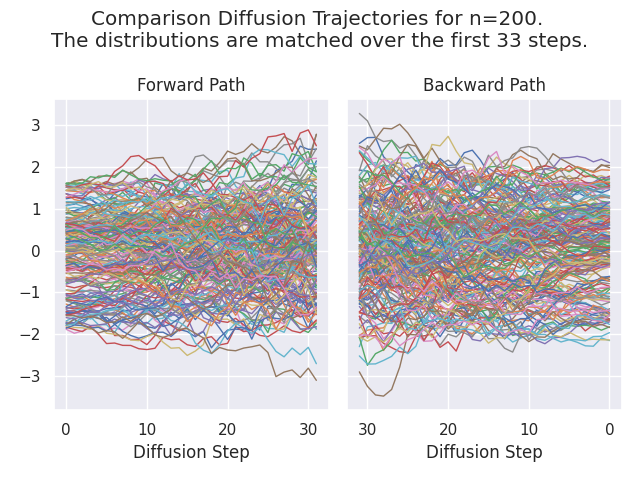 Comparison Diffusion Trajectories for n=200.
The distributions are matched over the first 33 steps.
Forward Path
Backward Path
3
2
1
0
−1
−2
−3
0 10 20 30
30 20 10 0
Diffusion Step
Diffusion Step